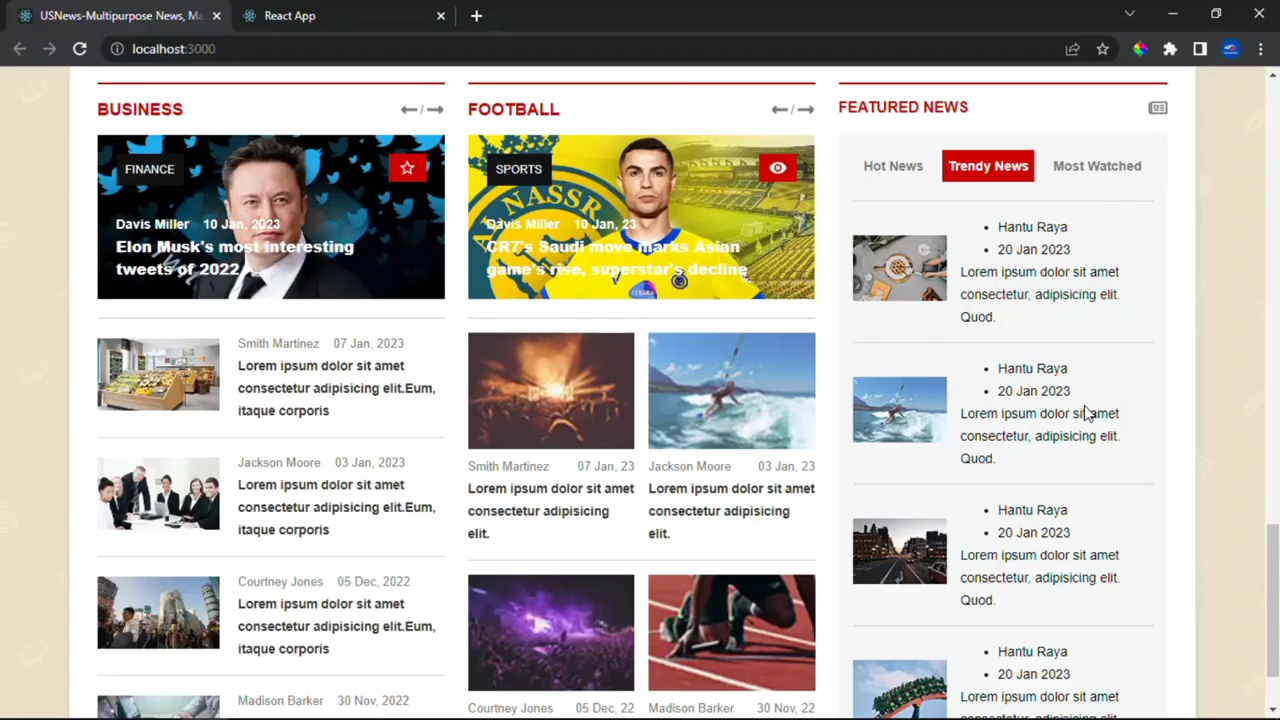 USNews-Multipurpose News, Ma
React App
localhost:3000
BUSINESS
/
FINANCE
Davis Miller 10 Jan, 2023
Elon Musk's most interesting
tweets of 2022
Smith Martinez 07 Jan, 2023
Lorem ipsum dolor sit amet
consectetur adipisicing elit.Eum,
itaque corporis
Jackson Moore 03 Jan, 2023
Lorem ipsum dolor sit amet
consectetur adipisicing elit.Eum,
itaque corporis
Courtney Jones 05 Dec, 2022
Lorem ipsum dolor sit amet
consectetur adipisicing elit.Eum,
itaque corporis
Madison Barker 30 Nov, 2022
FOOTBALL
/
NASSR
SPORTS
Davis Miller 10 Jan, 23
CR7's Saudi move marks Asian
game's rise, superstar's decline
Smith Martinez 07 Jan, 23
Lorem ipsum dolor sit amet
consectetur adipisicing
elit.
Jackson Moore 03 Jan, 23
Lorem ipsum dolor sit amet
consectetur adipisicing
elit.
Courtney Jones 05 Dec, 22
Madison Barker 30 Nov, 22
FEATURED NEWS
Hot News
Trendy News
Most Watched
• Hantu Raya
• 20 Jan 2023
Lorem ipsum dolor sit amet
consectetur, adipisicing elit.
Quod.
• Hantu Raya
• 20 Jan 2023
Lorem ipsum dolor sit amet
consectetur, adipisicing elit.
Quod.
• Hantu Raya
• 20 Jan 2023
Lorem ipsum dolor sit amet
consectetur, adipisicing elit.
Quod.
• Hantu Raya
• 20 Jan 2023
Lorem ipsum dolor sit amet